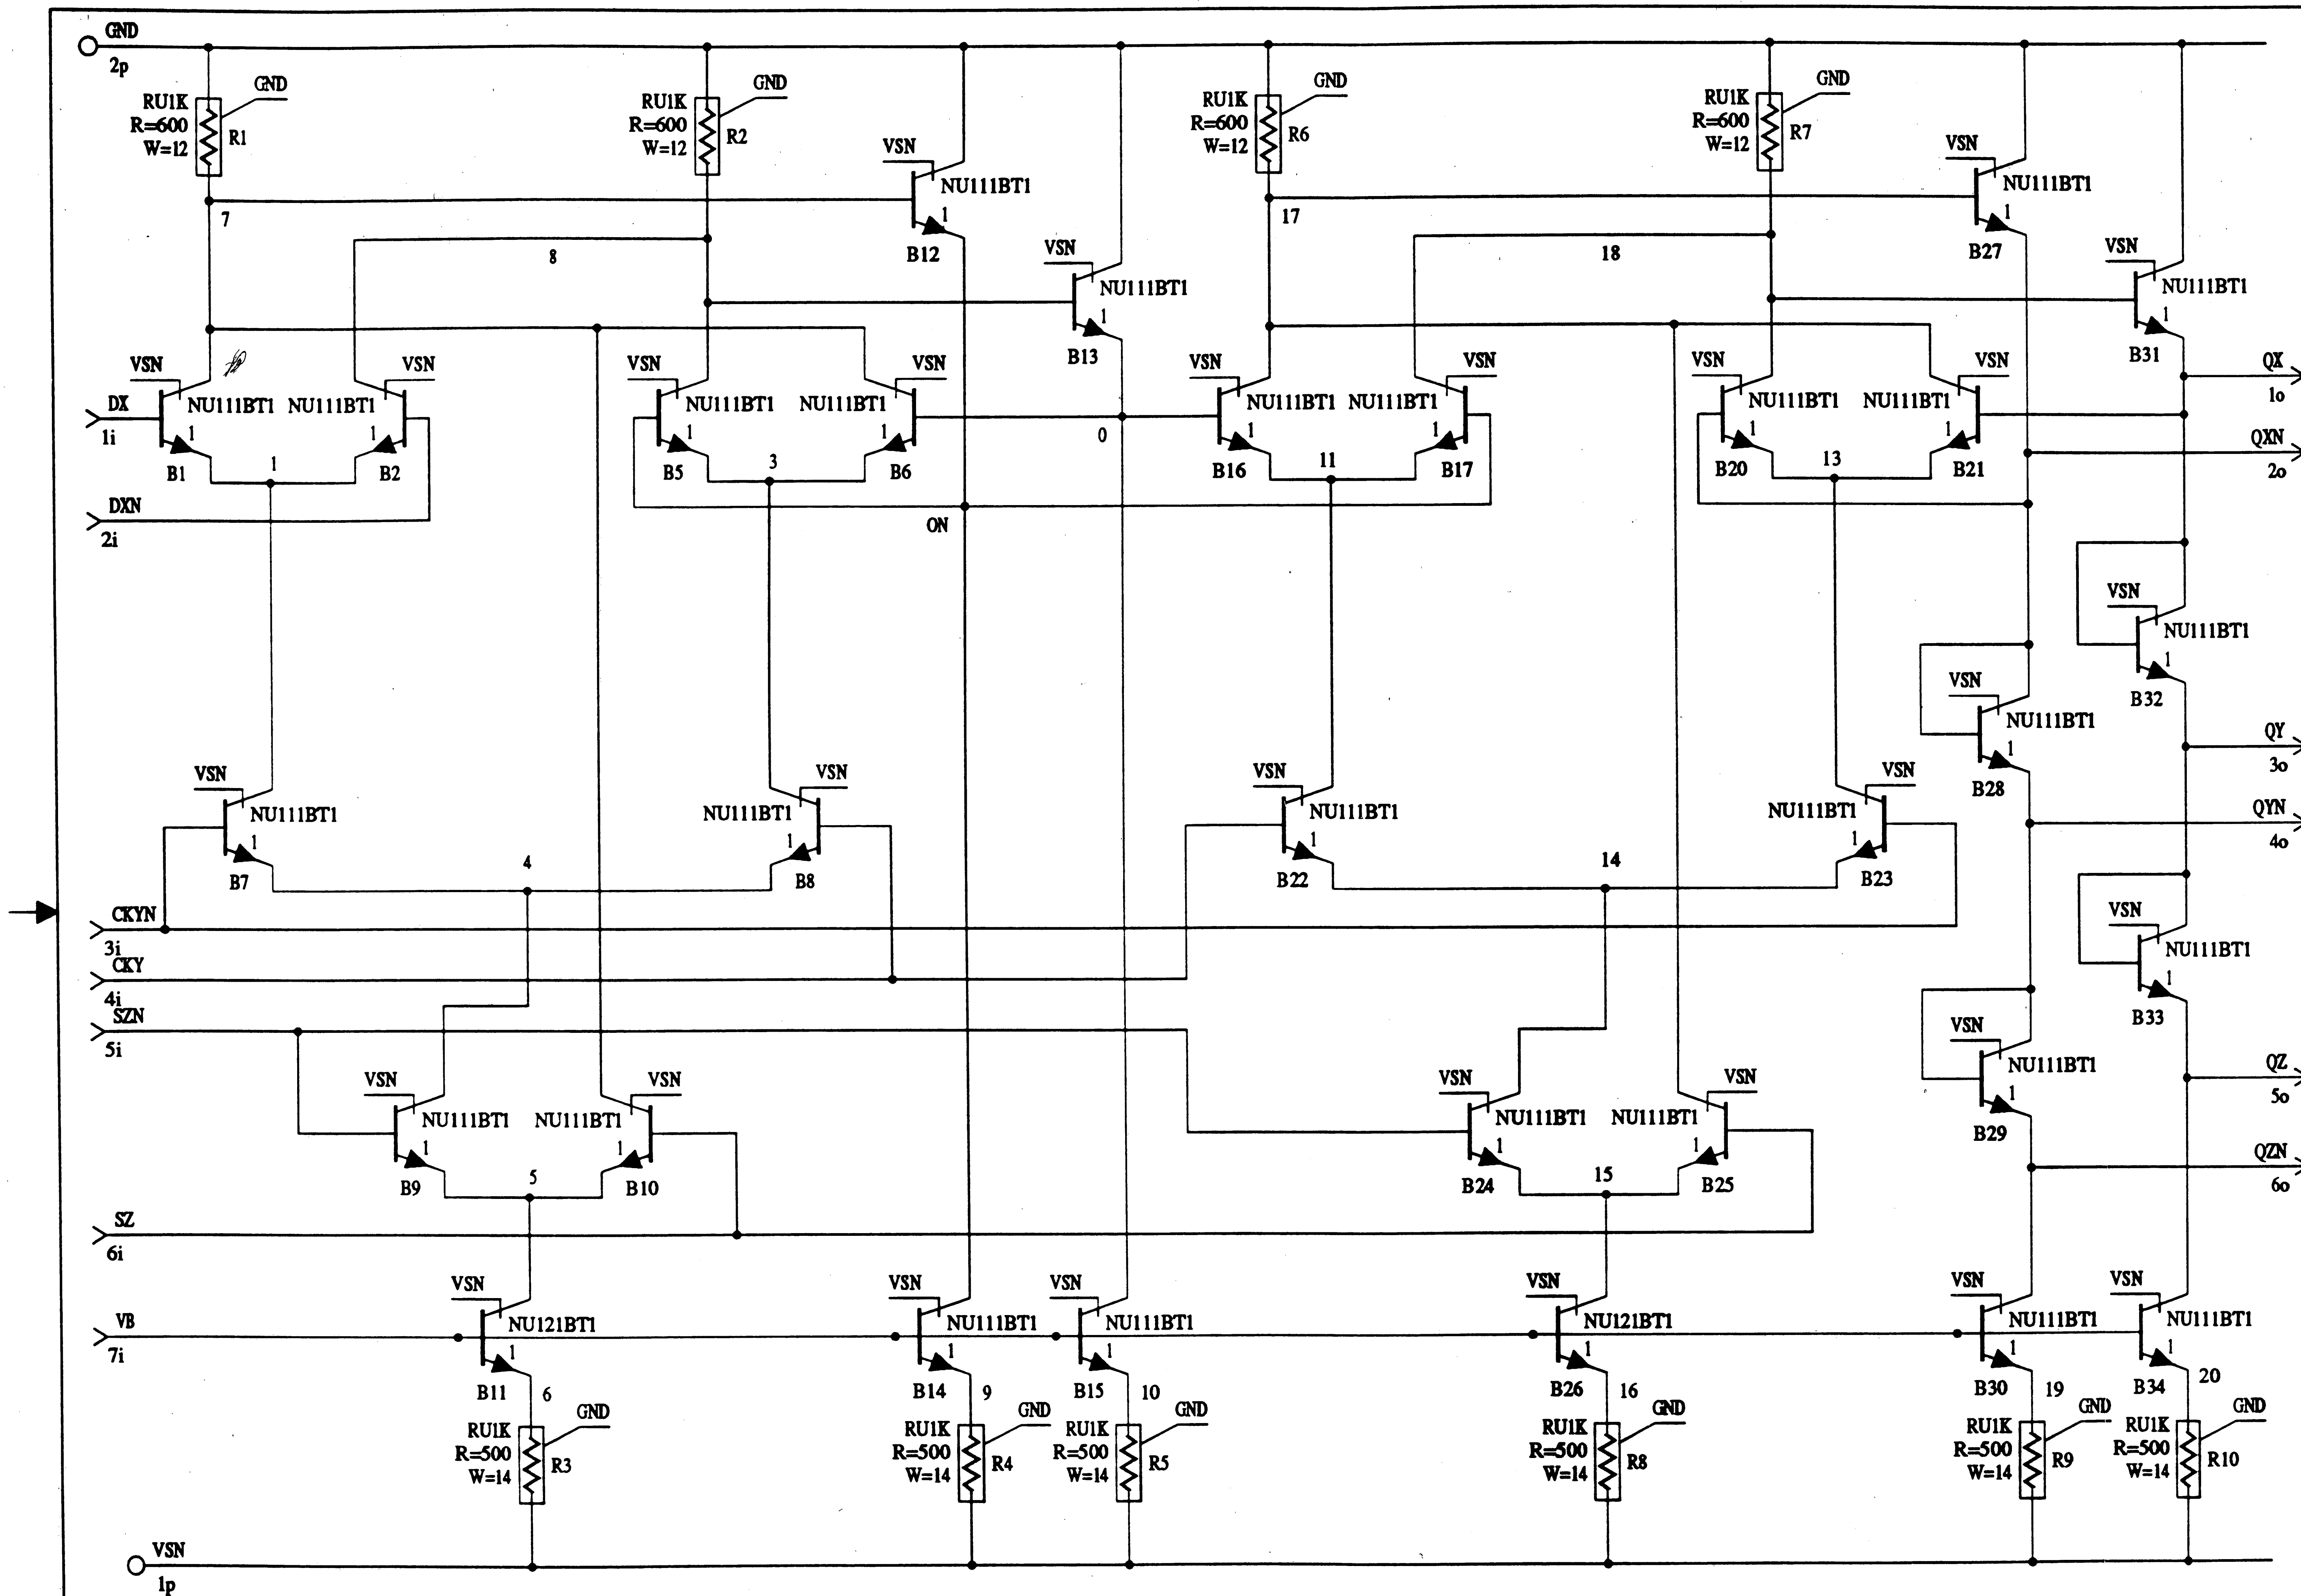 GND
2p
GND
RU1K
R=600
W=12
R1
GND
RU1K
R=600
W=12
R2
GND
RU1K
R=600
W=12
R6
GND
RU1K
R=600
W=12
R7
VSN
NU111BT1
1
B12
VSN
NU111BT1
1
B27
7
8
17
18
VSN
NU111BT1
1
B13
VSN
NU111BT1
1
B31
VSN
NU111BT1
1
B1
VSN
NU111BT1
1
B2
VSN
NU111BT1
1
B5
VSN
NU111BT1
1
B6
VSN
NU111BT1
1
B16
VSN
NU111BT1
1
B17
VSN
NU111BT1
1
B20
VSN
NU111BT1
1
B21
DX
1i
DXN
2i
1
3
0
ON
11
13
QX
1o
QXN
2o
VSN
NU111BT1
1
B32
VSN
NU111BT1
1
B28
QY
3o
QYN
4o
VSN
NU111BT1
1
B7
VSN
NU111BT1
1
B8
VSN
NU111BT1
1
B22
VSN
NU111BT1
1
B23
4
14
CKYN
3i
CKY
4i
SZN
5i
VSN
NU111BT1
1
B33
VSN
NU111BT1
1
B29
QZ
5o
QZN
6o
VSN
NU111BT1
1
B9
VSN
NU111BT1
1
B10
VSN
NU111BT1
1
B24
VSN
NU111BT1
1
B25
5
15
SZ
6i
VB
7i
VSN
NU121BT1
1
B11
VSN
NU111BT1
1
B14
VSN
NU111BT1
1
B15
VSN
NU121BT1
1
B26
VSN
NU111BT1
1
B30
VSN
NU111BT1
1
B34
6
9
10
16
19
20
GND
RU1K
R=500
W=14
R3
GND
RU1K
R=500
W=14
R4
GND
RU1K
R=500
W=14
R5
GND
RU1K
R=500
W=14
R8
GND
RU1K
R=500
W=14
R9
GND
RU1K
R=500
W=14
R10
VSN
1p